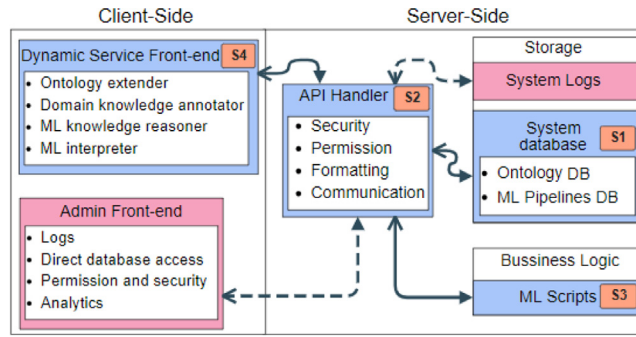 Client-Side
Server-Side
Dynamic Service Front-end S4
• Ontology extender
• Domain knowledge annotator
• ML knowledge reasoner
• ML interpreter
Admin Front-end
• Logs
• Direct database access
• Permission and security
• Analytics
API Handler S2
• Security
• Permission
• Formatting
• Communication
Storage
System Logs
System
database S1
• Ontology DB
• ML Pipelines DB
Bussiness Logic
ML Scripts S3